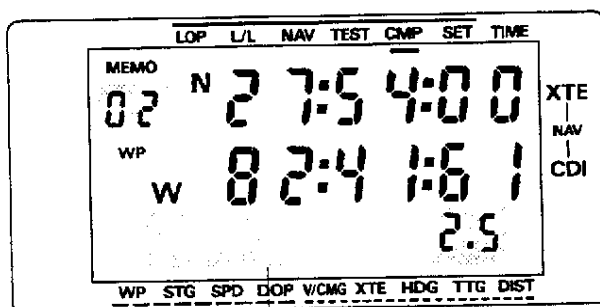 LOP L/L NAV TEST CMP SET TIME
MEMO
N 27:54:00
02
XTE
NAV
CDI
WP
W 82:41:61
2.5
WP STG SPD DOP V/CMG XTE HDG TTG DIST